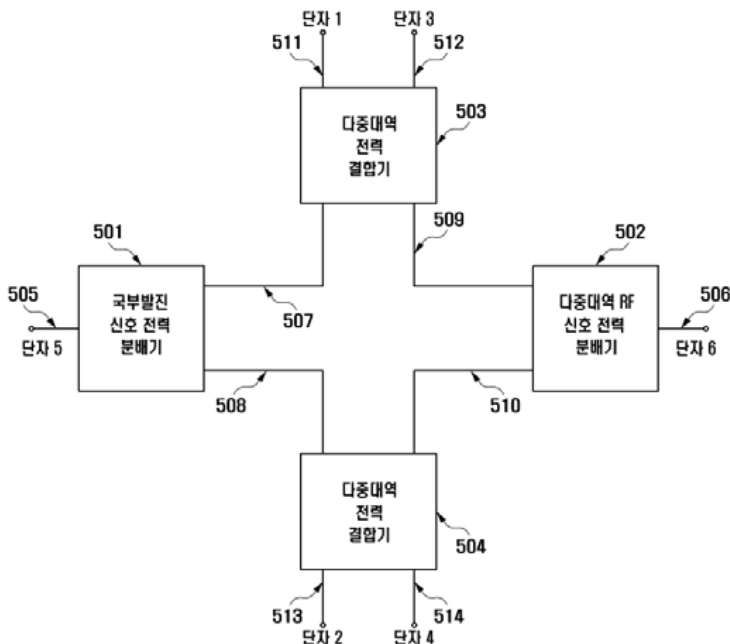 단자 1
단자 3
511
512
다중대역
전력
결합기
503
509
501
502
505
국부발진
신호 전력
분배기
단자 5
507
다중대역 RF
신호 전력
분배기
506
단자 6
508
510
다중대역
전력
결합기
504
513
514
단자 2
단자 4